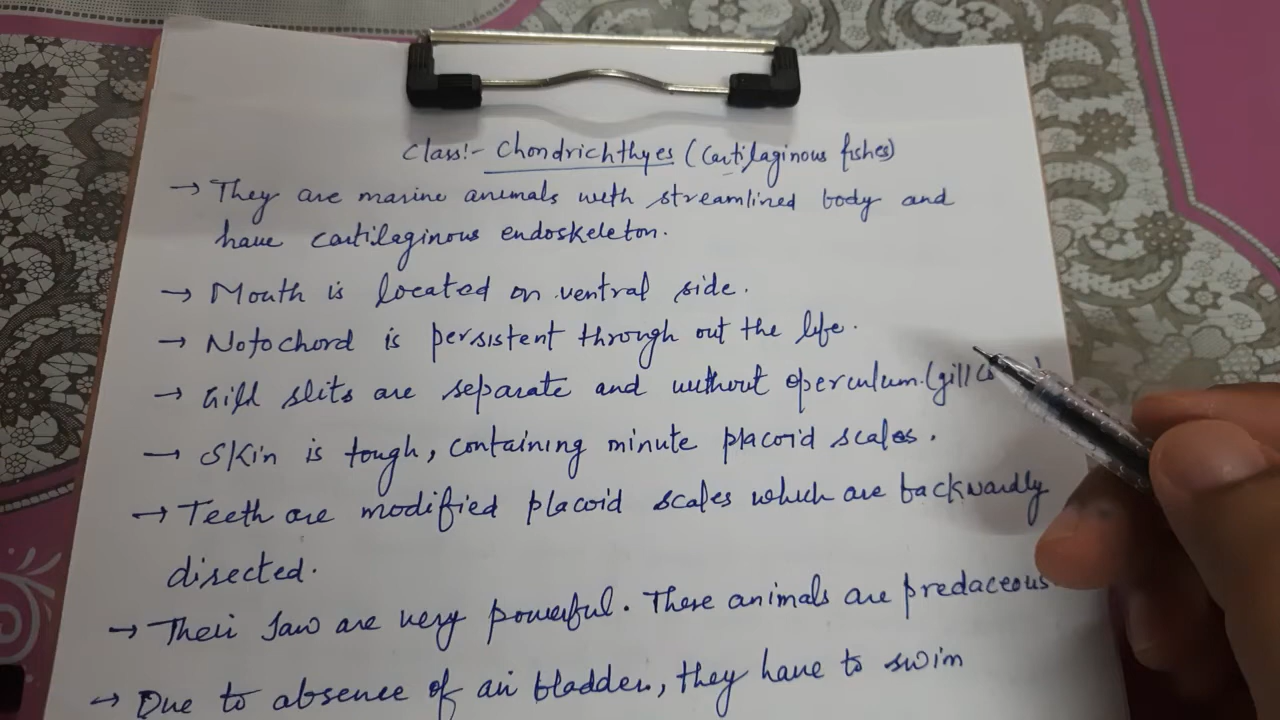 Class:- Chondrichthyes (Cartilaginous fishes)
→ They are marine animals with streamlined body and
have cartilaginous endoskeleton.
→ Mouth is located on ventral side.
→ Notochord is persistent through out the life.
→ Gill slits are separate and without operculum. (gill
→ Skin is tough, containing minute placoid scales.
→ Teeth are modified placoid scales which are backwardly
directed.
→ Their Jaw are very powerful. These animals are predaceous
→ Due to absence of air bladder, they have to swim